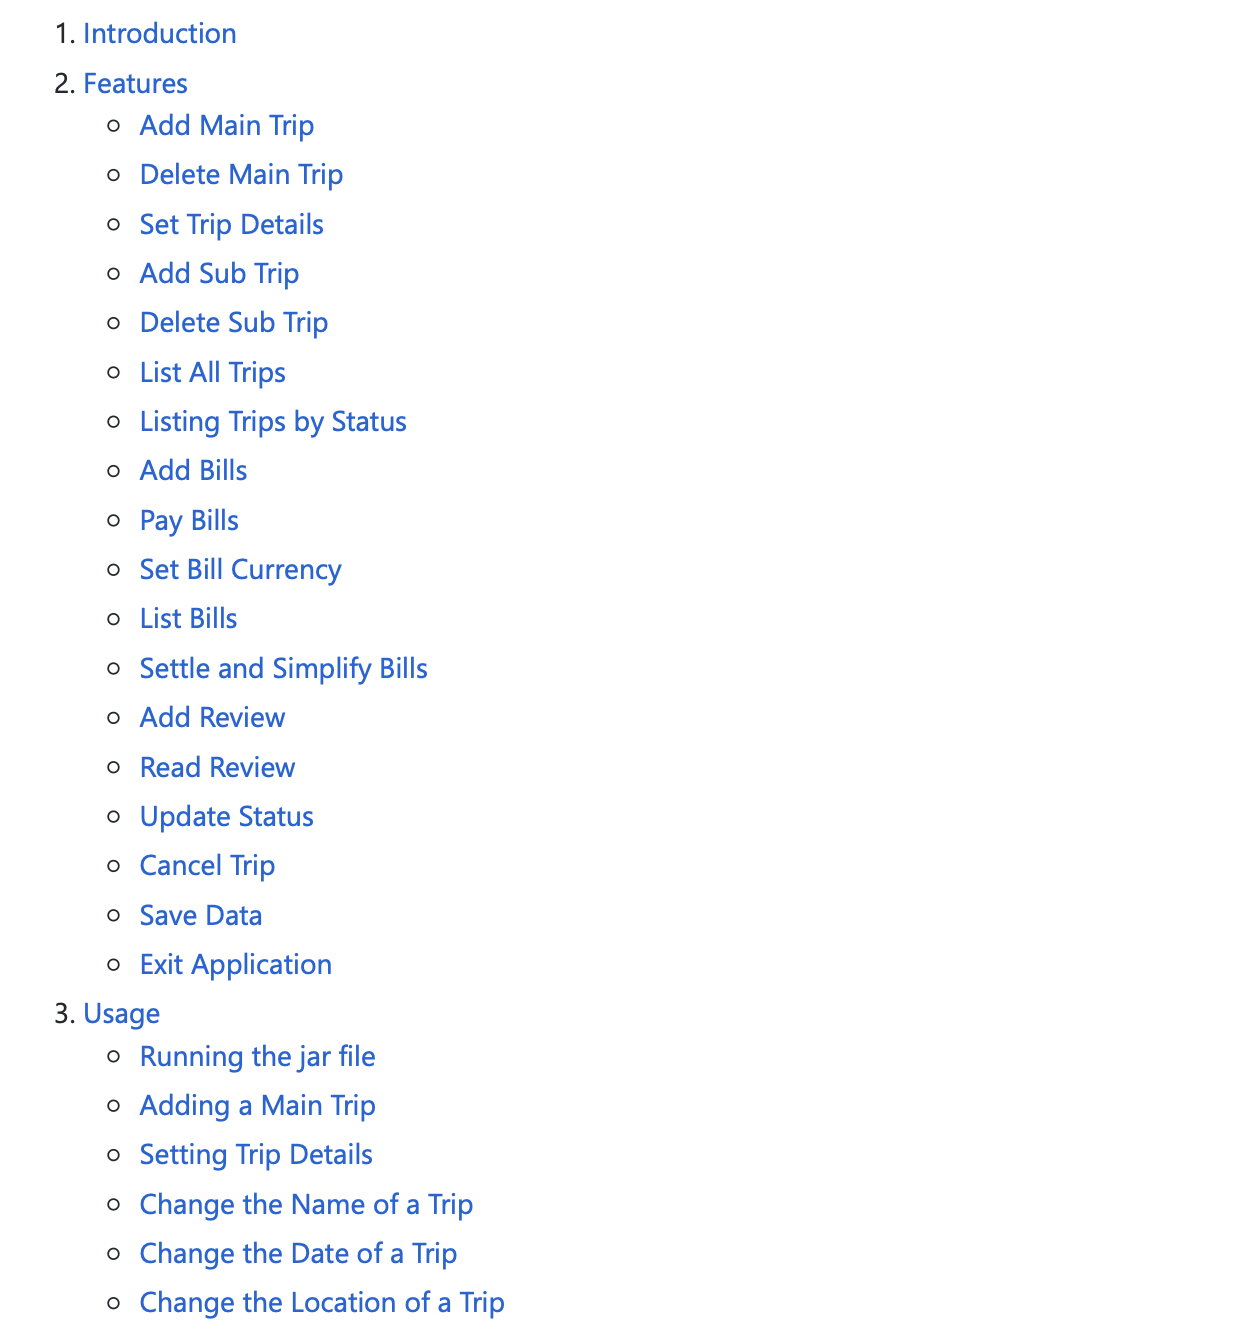 1. Introduction
2. Features
Add Main Trip
Delete Main Trip
Set Trip Details
Add Sub Trip
Delete Sub Trip
List All Trips
Listing Trips by Status
Add Bills
Pay Bills
Set Bill Currency
List Bills
Settle and Simplify Bills
Add Review
Read Review
Update Status
Cancel Trip
Save Data
Exit Application
3. Usage
Running the jar file
Adding a Main Trip
Setting Trip Details
Change the Name of a Trip
Change the Date of a Trip
Change the Location of a Trip